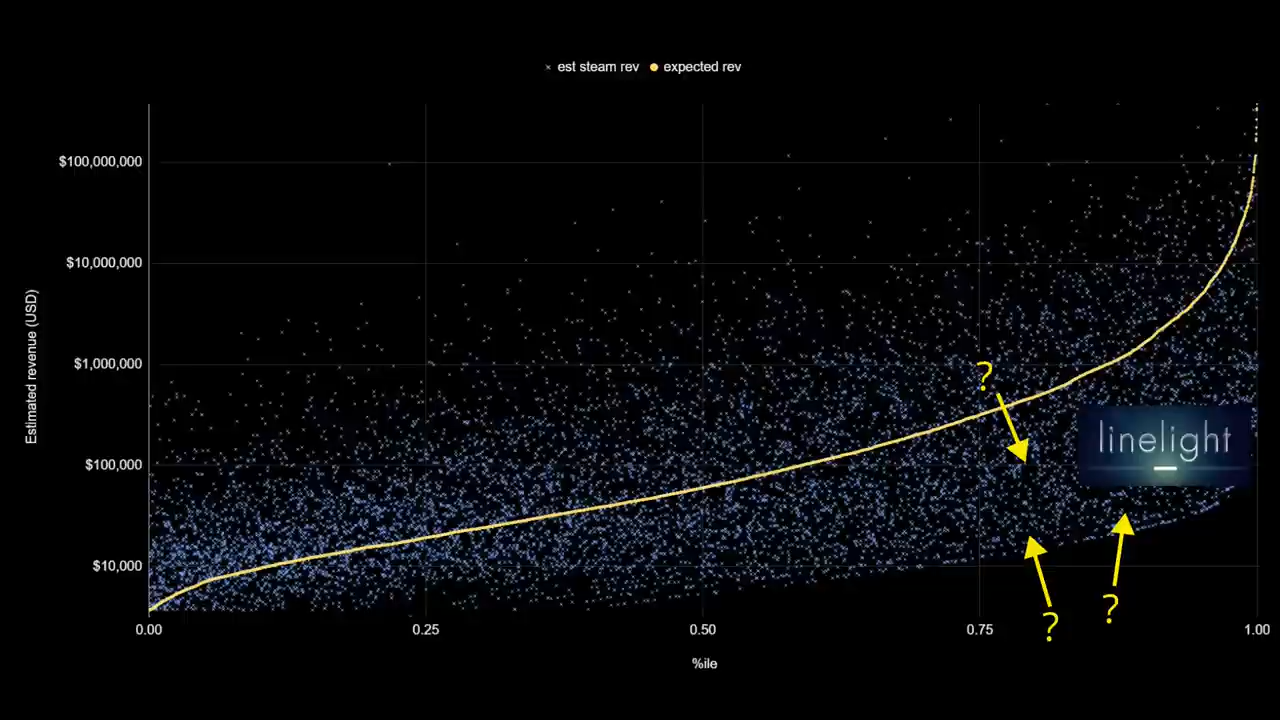 est steam rev expected rev
$100,000,000
$10,000,000
$1,000,000
$100,000
$10,000
Estimated revenue (USD)
?
linelight
?
?
0.00 0.25 0.50 0.75 1.00
%ile